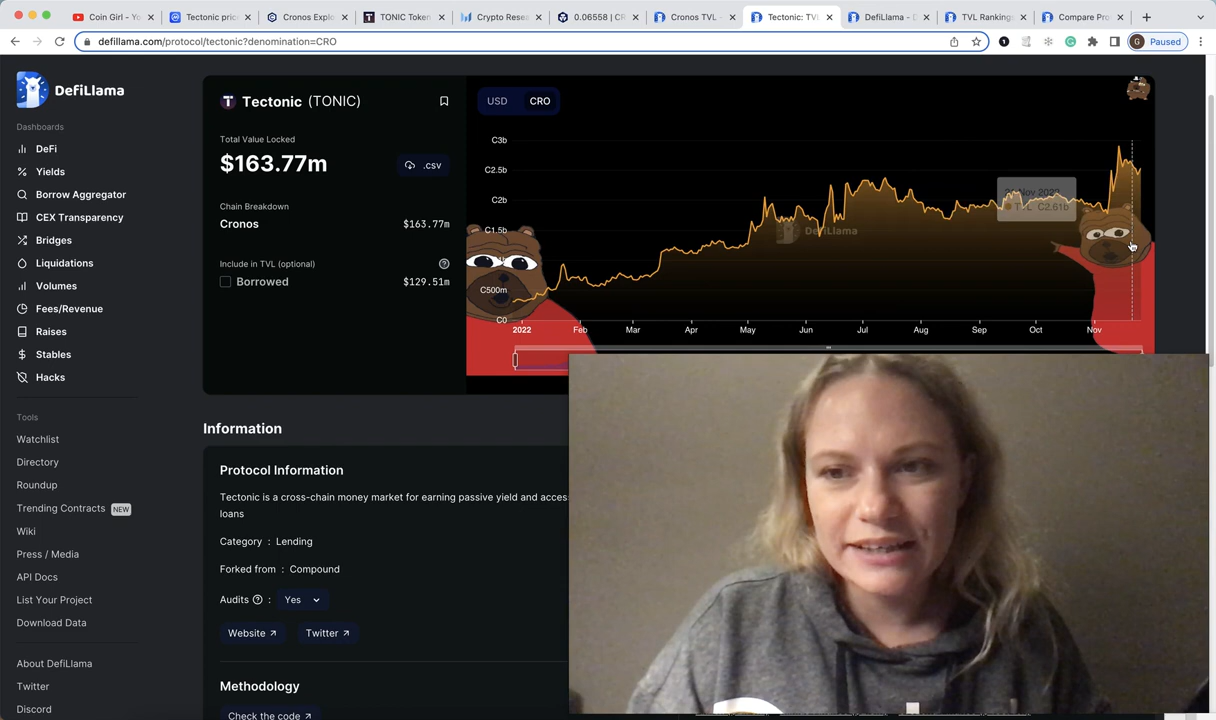 Coin Girl - Yo
Tectonic pric
Cronos Explo
TONIC Token
Crypto Resea
0.06558 | CR
Cronos TVL -
Tectonic: TV
DefiLlama - D
TVL Rankings
Compare Pro
defillama.com/protocol/tectonic?denomination=CRO
G
Paused
DefiLlama
Dashboards
DeFi
Yields
Borrow Aggregator
CEX Transparency
Bridges
Liquidations
Volumes
Fees/Revenue
Raises
Stables
Hacks
Tools
Watchlist
Directory
Roundup
Trending Contracts NEW
Wiki
Press / Media
API Docs
List Your Project
Download Data
About DefiLlama
Twitter
Discord
Tectonic (TONIC)
Total Value Locked
$163.77m
.csv
Chain Breakdown
Cronos $163.77m
Include in TVL (optional)
Borrowed $129.51m
USD CRO
C3b
C2.5b
C2b
C1.5b
C500m
C0
2022 Feb Mar Apr May Jun Jul Aug Sep Oct Nov
Nov 2022
TVL C2.61b
DefiLlama
Information
Protocol Information
Tectonic is a cross-chain money market for earning passive yield and access
loans
Category : Lending
Forked from : Compound
Audits ? : Yes
Website
Twitter
Methodology
Check the code